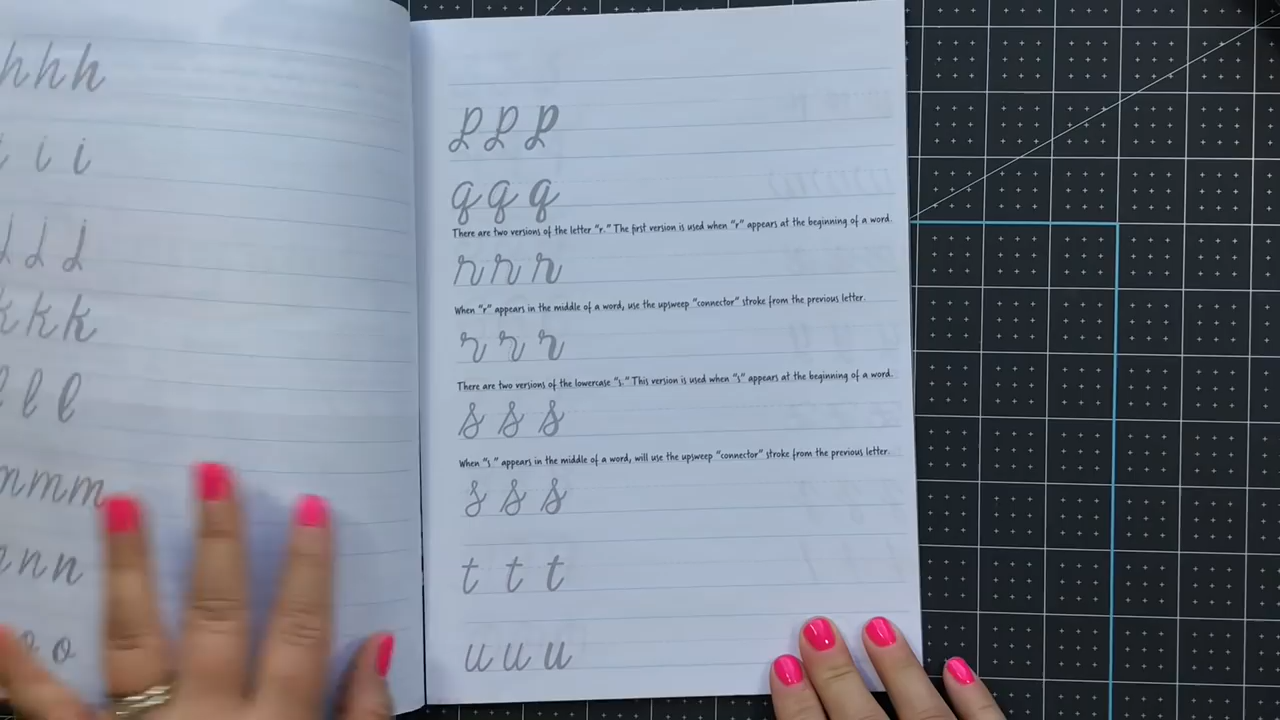 h h h
i i i
j j j
k k k
l l l
m m m
n n n
o o
p p p
q q q
There are two versions of the letter "r." The first version is used when "r" appears at the beginning of a word.
r r r
When "r" appears in the middle of a word, use the upsweep "connector" stroke from the previous letter.
r r r
There are two versions of the lowercase "s." This version is used when "s" appears at the beginning of a word.
s s s
When "s " appears in the middle of a word, will use the upsweep "connector" stroke from the previous letter.
s s s
t t t
u u u